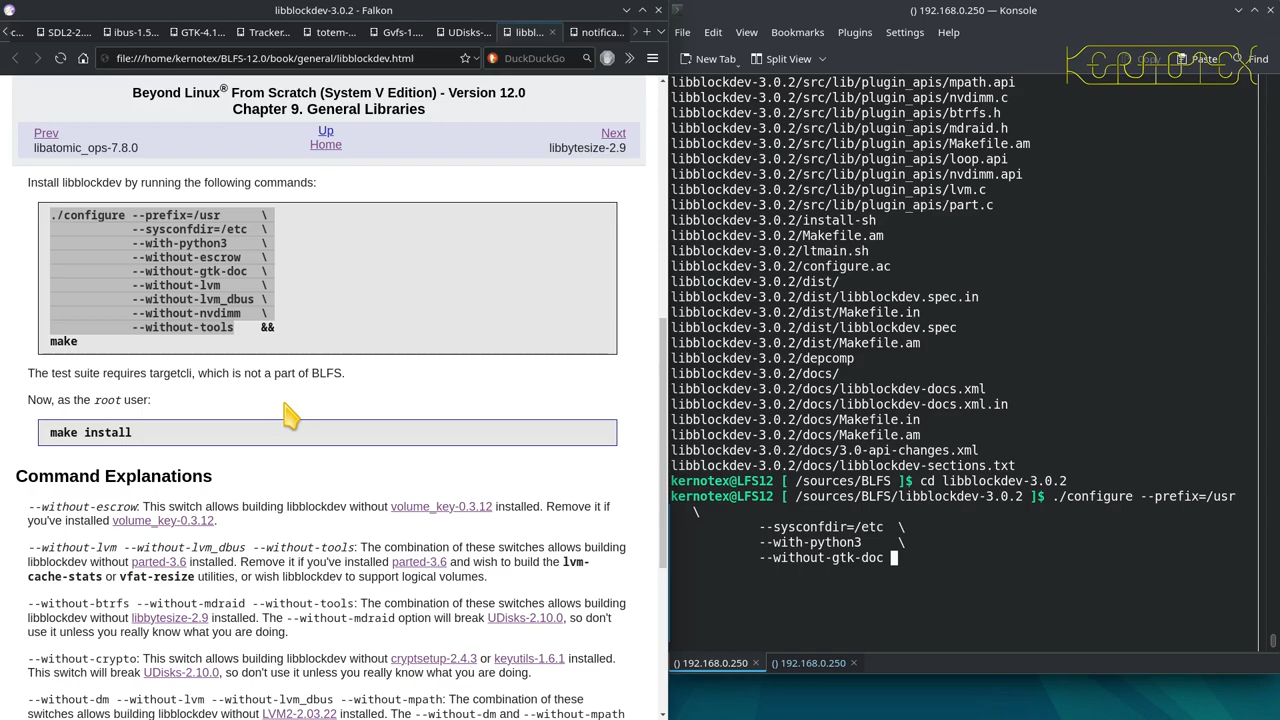 libblockdev-3.0.2 - Falkon
c...
SDL2-2....
ibus-1.5...
GTK-4.1...
Tracker...
totem-...
Gvfs-1....
UDisks-...
libbl...
notifica...
file:///home/kernotex/BLFS-12.0/book/general/libblockdev.html
DuckDuckGo
Beyond Linux® From Scratch (System V Edition) - Version 12.0
Chapter 9. General Libraries
Prev
Up
Next
libatomic_ops-7.8.0
Home
libbytesize-2.9
Install libblockdev by running the following commands:
./configure --prefix=/usr \
--sysconfdir=/etc \
--with-python3 \
--without-escrow \
--without-gtk-doc \
--without-lvm \
--without-lvm_dbus \
--without-nvdimm \
--without-tools &&
make
The test suite requires targetcli, which is not a part of BLFS.
Now, as the root user:
make install
Command Explanations
--without-escrow: This switch allows building libblockdev without volume_key-0.3.12 installed. Remove it if
you've installed volume_key-0.3.12.
--without-lvm --without-lvm_dbus --without-tools: The combination of these switches allows building
libblockdev without parted-3.6 installed. Remove it if you've installed parted-3.6 and wish to build the lvm-
cache-stats or vfat-resize utilities, or wish libblockdev to support logical volumes.
--without-btrfs --without-mdraid --without-tools: The combination of these switches allows building
libblockdev without libbytesize-2.9 installed. The --without-mdraid option will break UDisks-2.10.0, so don't
use it unless you really know what you are doing.
--without-crypto: This switch allows building libblockdev without cryptsetup-2.4.3 or keyutils-1.6.1 installed.
This switch will break UDisks-2.10.0, so don't use it unless you really know what you are doing.
--without-dm --without-lvm --without-lvm_dbus --without-mpath: The combination of these
switches allows building libblockdev without LVM2-2.03.22 installed. The --without-dm and --without-mpath
() 192.168.0.250 — Konsole
File Edit View Bookmarks Plugins Settings Help
New Tab
Split View
Copy
Paste
Find
KERNOTEX
libblockdev-3.0.2/src/lib/plugin_apis/mpath.api
libblockdev-3.0.2/src/lib/plugin_apis/nvdimm.c
libblockdev-3.0.2/src/lib/plugin_apis/btrfs.h
libblockdev-3.0.2/src/lib/plugin_apis/mdraid.h
libblockdev-3.0.2/src/lib/plugin_apis/Makefile.am
libblockdev-3.0.2/src/lib/plugin_apis/loop.api
libblockdev-3.0.2/src/lib/plugin_apis/nvdimm.api
libblockdev-3.0.2/src/lib/plugin_apis/lvm.c
libblockdev-3.0.2/src/lib/plugin_apis/part.c
libblockdev-3.0.2/install-sh
libblockdev-3.0.2/Makefile.am
libblockdev-3.0.2/ltmain.sh
libblockdev-3.0.2/configure.ac
libblockdev-3.0.2/dist/
libblockdev-3.0.2/dist/libblockdev.spec.in
libblockdev-3.0.2/dist/Makefile.in
libblockdev-3.0.2/dist/libblockdev.spec
libblockdev-3.0.2/dist/Makefile.am
libblockdev-3.0.2/depcomp
libblockdev-3.0.2/docs/
libblockdev-3.0.2/docs/libblockdev-docs.xml
libblockdev-3.0.2/docs/libblockdev-docs.xml.in
libblockdev-3.0.2/docs/Makefile.in
libblockdev-3.0.2/docs/Makefile.am
libblockdev-3.0.2/docs/3.0-api-changes.xml
libblockdev-3.0.2/docs/libblockdev-sections.txt
kernotex@LFS12 [ /sources/BLFS ]$ cd libblockdev-3.0.2
kernotex@LFS12 [ /sources/BLFS/libblockdev-3.0.2 ]$ ./configure --prefix=/usr
\
--sysconfdir=/etc \
--with-python3 \
--without-gtk-doc
() 192.168.0.250
() 192.168.0.250